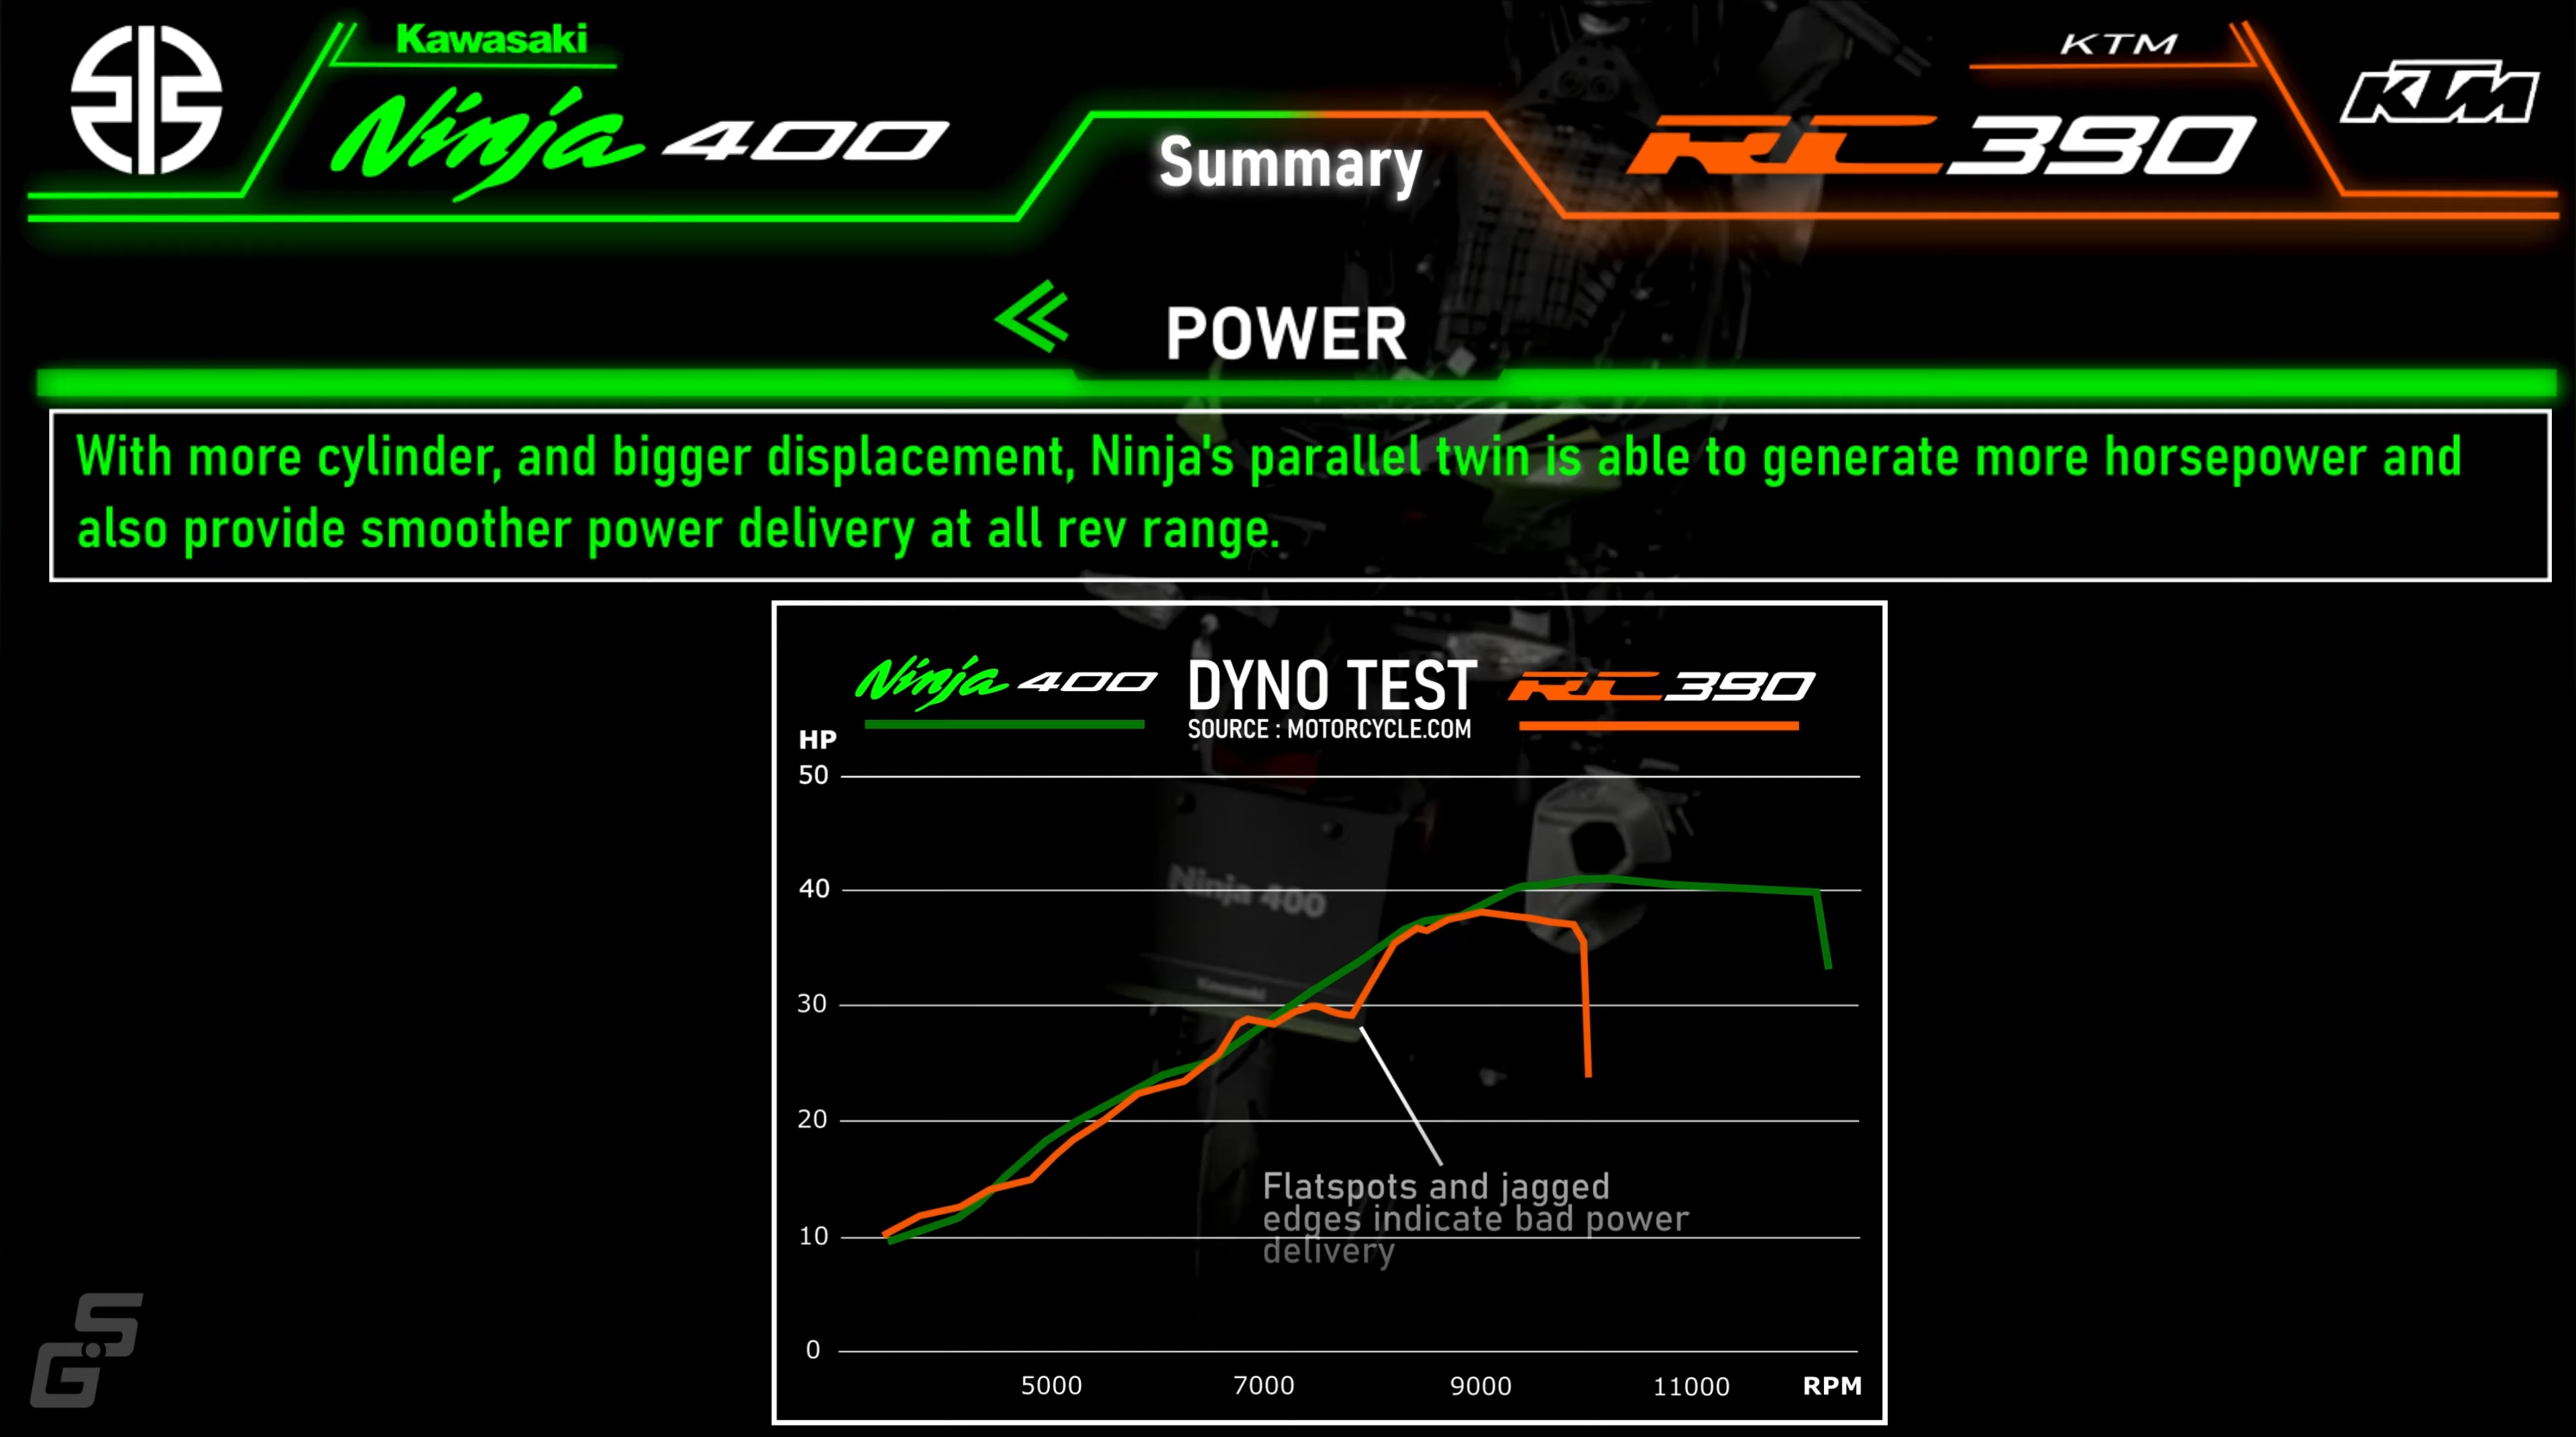 Kawasaki
KTM
KTM
Ninja 400
Summary
RC 390
POWER
With more cylinder, and bigger displacement, Ninja's parallel twin is able to generate more horsepower and
also provide smoother power delivery at all rev range.
Ninja 400
DYNO TEST
RC 390
SOURCE : MOTORCYCLE.COM
HP
50
40
Ninja 400
Kawasaki
30
20
Flatspots and jagged
edges indicate bad power
delivery
10
0
5000 7000 9000 11000 RPM
GS